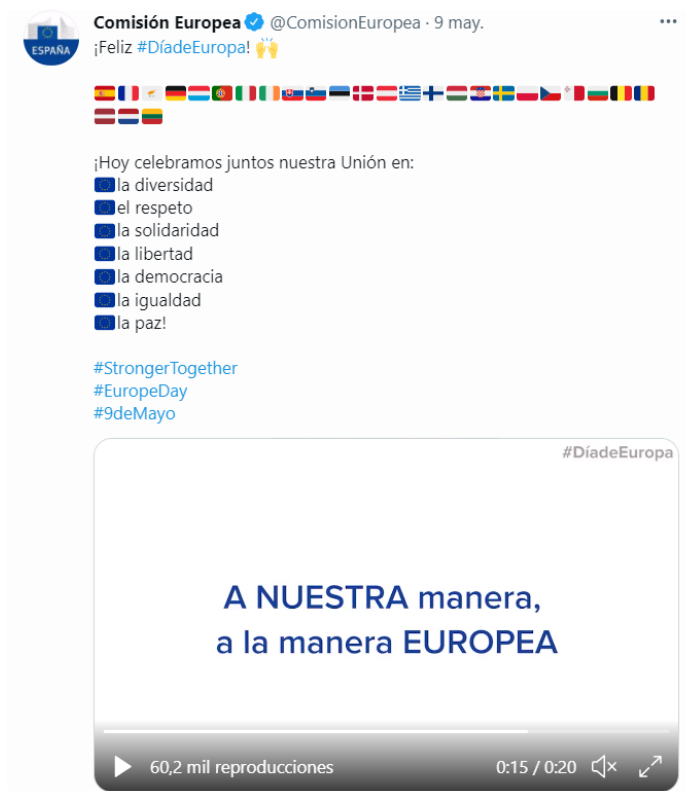 Comisión Europea @ComisionEuropea · 9 may.
ESPAÑA
¡Feliz #DíadeEuropa! 🙌
🇪🇸🇫🇷🇨🇾🇩🇪🇱🇺🇵🇹🇮🇹🇮🇪🇸🇰🇸🇮🇪🇪🇩🇰🇦🇹🇬🇷🇫🇮🇭🇺🇭🇷🇸🇪🇵🇱🇨🇿🇲🇹🇧🇬🇧🇪🇷🇴
🇱🇻🇳🇱🇱🇹
¡Hoy celebramos juntos nuestra Unión en:
🇪🇺la diversidad
🇪🇺el respeto
🇪🇺la solidaridad
🇪🇺la libertad
🇪🇺la democracia
🇪🇺la igualdad
🇪🇺la paz!
#StrongerTogether
#EuropeDay
#9deMayo
#DíadeEuropa
A NUESTRA manera,
a la manera EUROPEA
60,2 mil reproducciones 0:15 / 0:20